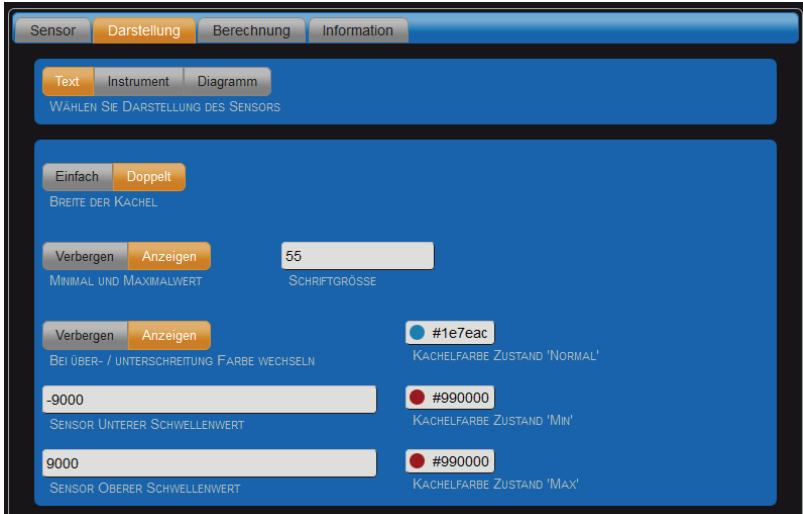 Sensor Darstellung Berechnung Information
Text Instrument Diagramm
Wählen Sie Darstellung des Sensors
Einfach Doppelt
Breite der Kachel
Verbergen Anzeigen 55
Minimal und Maximalwert Schriftgrösse
Verbergen Anzeigen #1e7eac
Bei über- / unterschreitung Farbe wechseln Kachelfarbe Zustand 'Normal'
-9000 #990000
Sensor Unterer Schwellenwert Kachelfarbe Zustand 'Min'
9000 #990000
Sensor Oberer Schwellenwert Kachelfarbe Zustand 'Max'